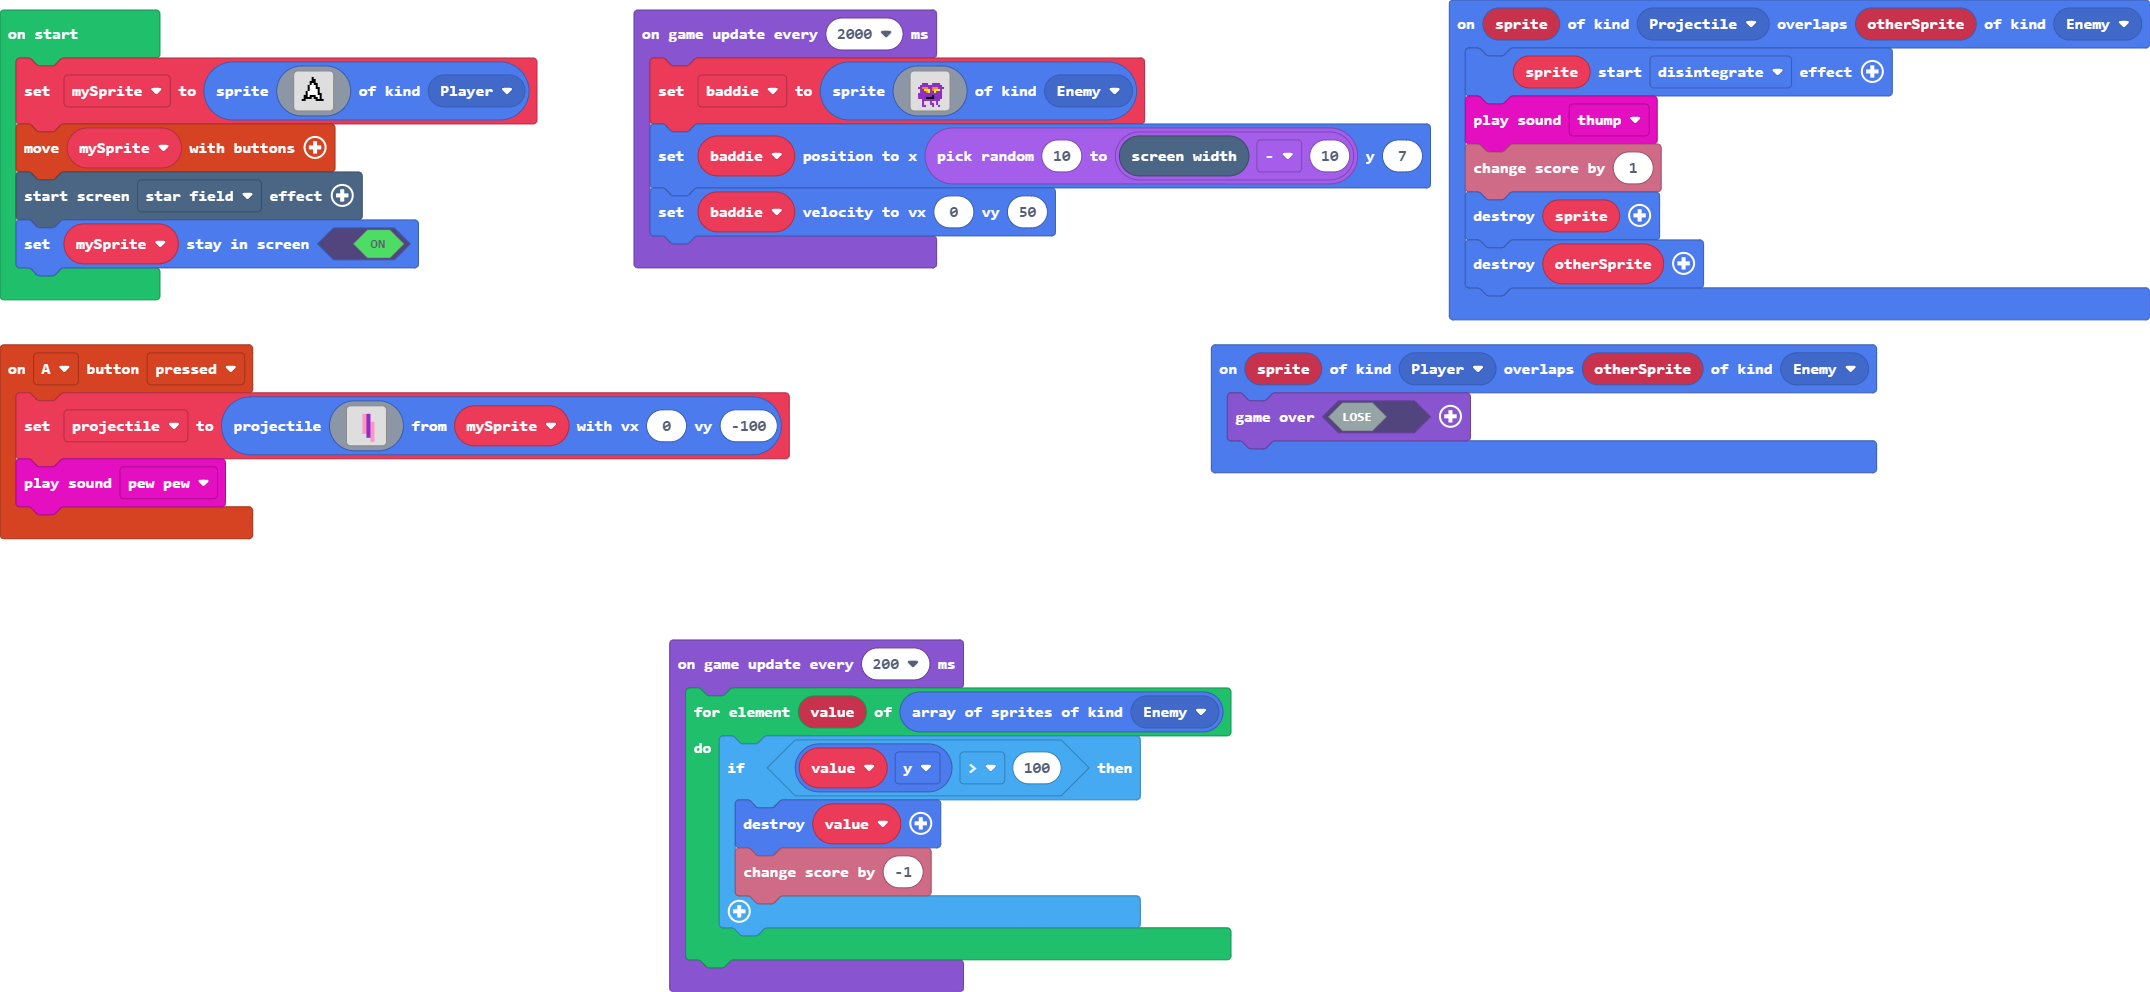 on start
set mySprite to sprite of kind Player
move mySprite with buttons
start screen star field effect
set mySprite stay in screen ON
on game update every 2000 ms
set baddie to sprite of kind Enemy
set baddie position to x pick random 10 to screen width - 10 y 7
set baddie velocity to vx 0 vy 50
on sprite of kind Projectile overlaps otherSprite of kind Enemy
sprite start disintegrate effect
play sound thump
change score by 1
destroy sprite
destroy otherSprite
on A button pressed
set projectile to projectile from mySprite with vx 0 vy -100
play sound pew pew
on sprite of kind Player overlaps otherSprite of kind Enemy
game over LOSE
on game update every 200 ms
for element value of array of sprites of kind Enemy
do
if value y > 100 then
destroy value
change score by -1